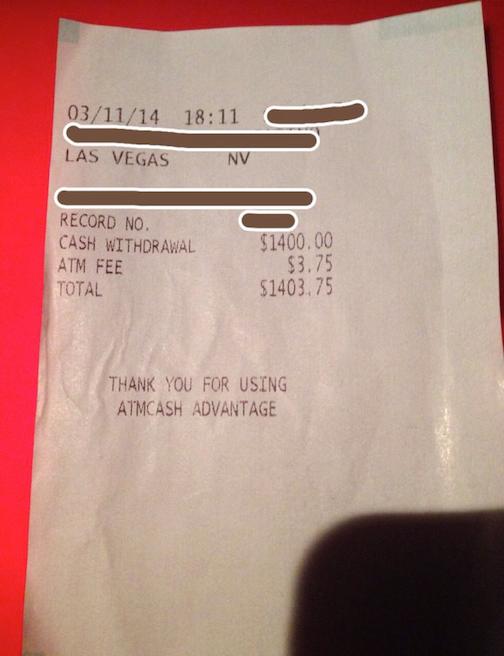 03/11/14 18:11
LAS VEGAS NV
RECORD NO.
CASH WITHDRAWAL $1400.00
ATM FEE $3.75
TOTAL $1403.75
THANK YOU FOR USING
ATMCASH ADVANTAGE